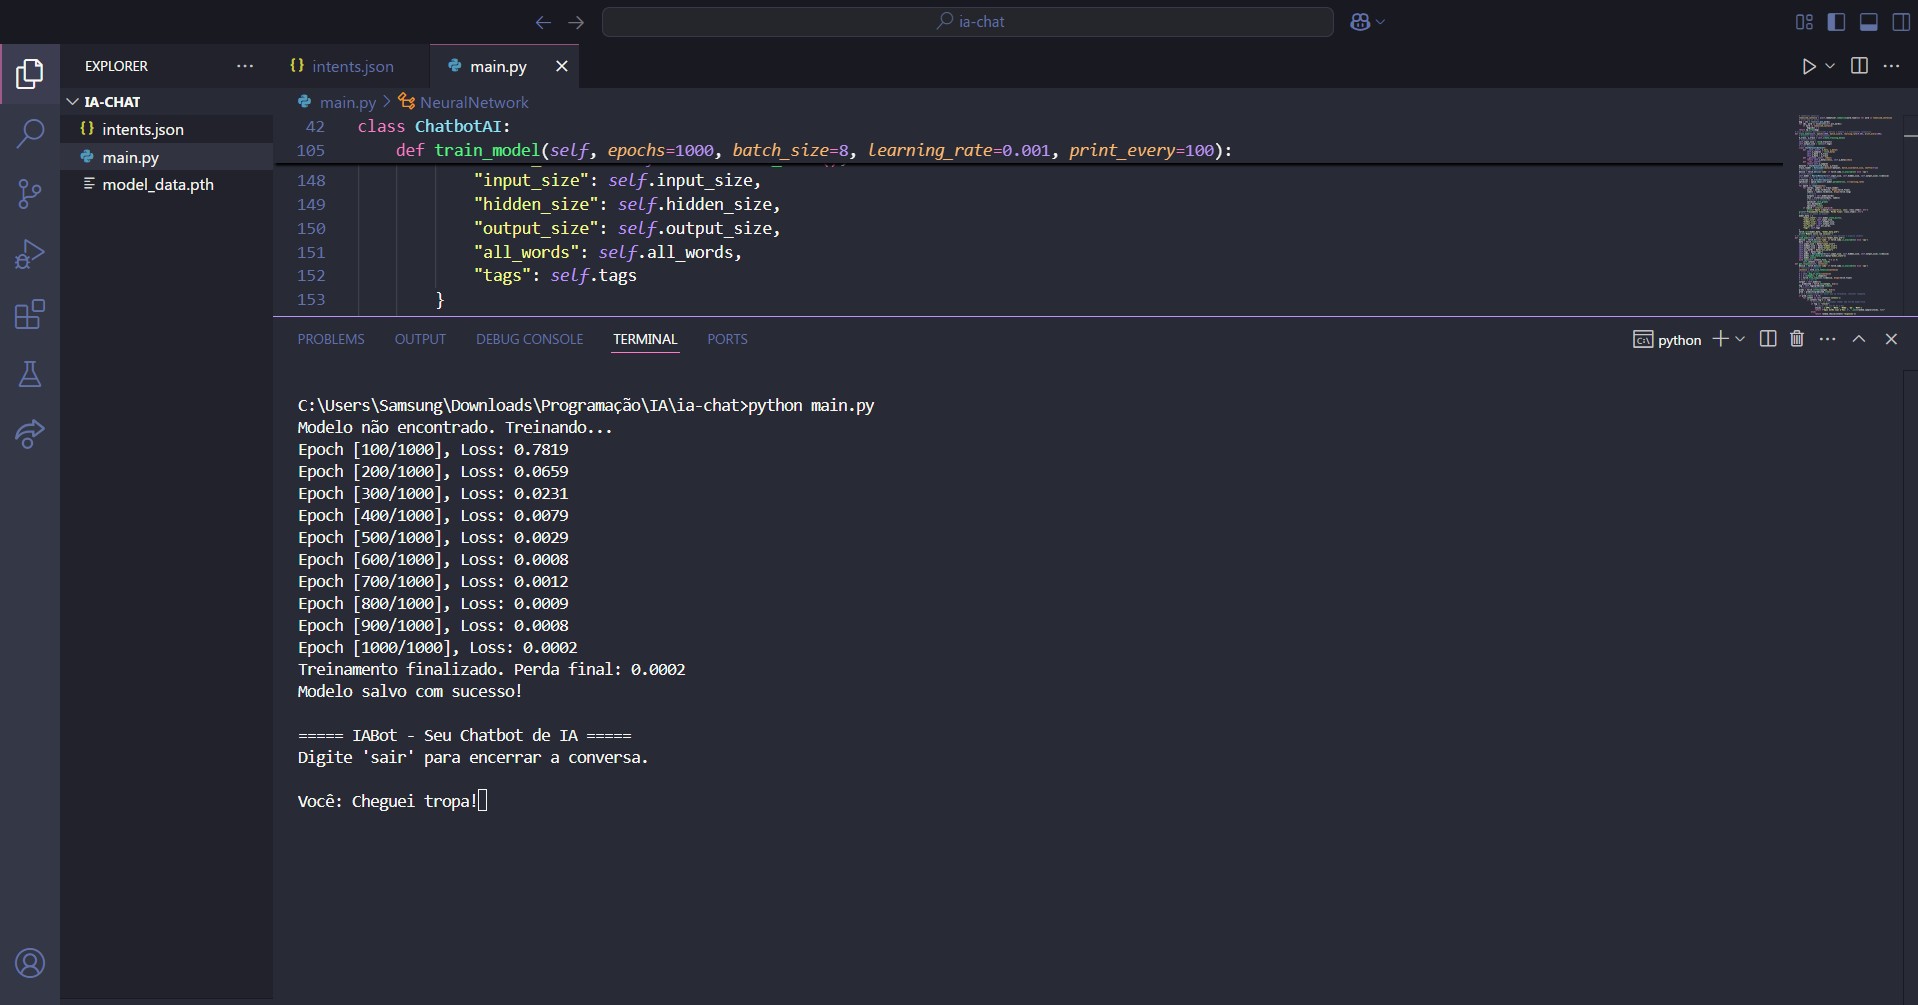 ia-chat
EXPLORER
IA-CHAT
intents.json
main.py
model_data.pth
intents.json
main.py
main.py > NeuralNetwork
42 class ChatbotAI:
105 def train_model(self, epochs=1000, batch_size=8, learning_rate=0.001, print_every=100):
148 "input_size": self.input_size,
149 "hidden_size": self.hidden_size,
150 "output_size": self.output_size,
151 "all_words": self.all_words,
152 "tags": self.tags
153 }
PROBLEMS OUTPUT DEBUG CONSOLE TERMINAL PORTS
python
C:\Users\Samsung\Downloads\Programação\IA\ia-chat>python main.py
Modelo não encontrado. Treinando...
Epoch [100/1000], Loss: 0.7819
Epoch [200/1000], Loss: 0.0659
Epoch [300/1000], Loss: 0.0231
Epoch [400/1000], Loss: 0.0079
Epoch [500/1000], Loss: 0.0029
Epoch [600/1000], Loss: 0.0008
Epoch [700/1000], Loss: 0.0012
Epoch [800/1000], Loss: 0.0009
Epoch [900/1000], Loss: 0.0008
Epoch [1000/1000], Loss: 0.0002
Treinamento finalizado. Perda final: 0.0002
Modelo salvo com sucesso!
===== IABot - Seu Chatbot de IA =====
Digite 'sair' para encerrar a conversa.
Você: Cheguei tropa!